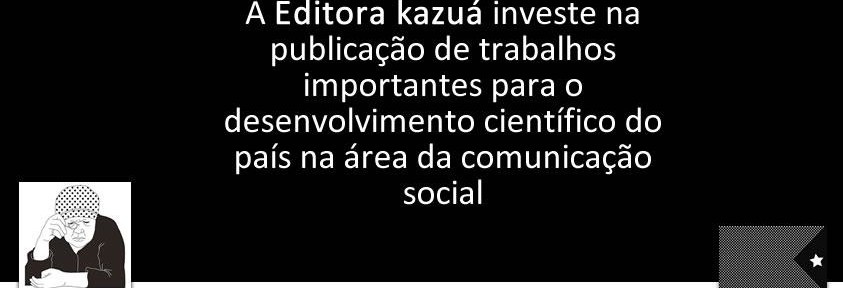 A Editora kazuá investe na
publicação de trabalhos
importantes para o
desenvolvimento científico do
país na área da comunicação
social